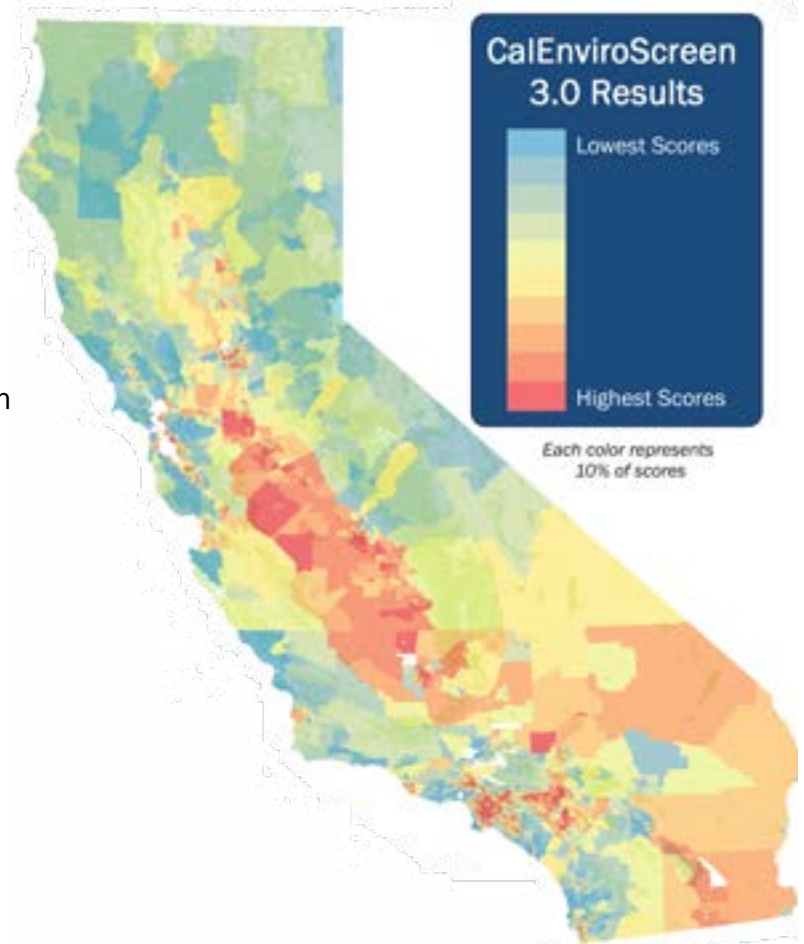 CalEnviroScreen
3.0 Results
Lowest Scores
Highest Scores
Each color represents
10% of scores
n